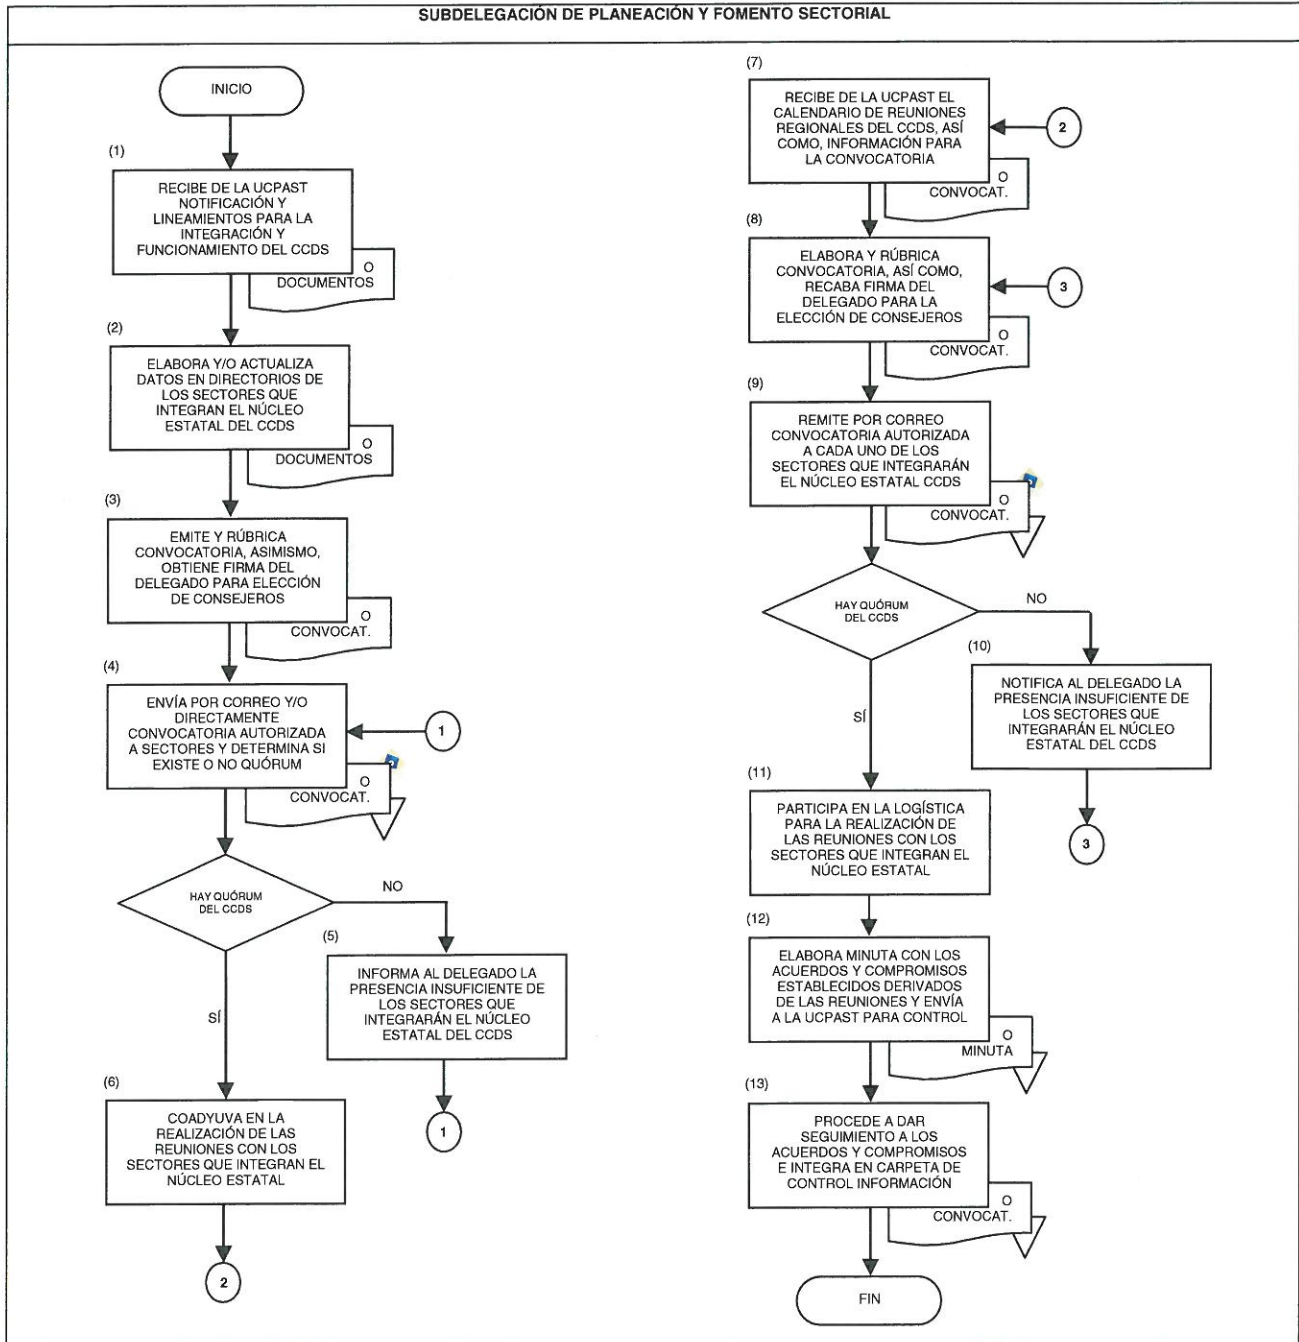 SUBDELEGACIÓN DE PLANEACIÓN Y FOMENTO SECTORIAL
INICIO
(1)
RECIBE DE LA UCPAST
NOTIFICACIÓN Y
LINEAMIENTOS PARA LA
INTEGRACIÓN Y
FUNCIONAMIENTO DEL CCDS
O
DOCUMENTOS
(2)
ELABORA Y/O ACTUALIZA
DATOS EN DIRECTORIOS DE
LOS SECTORES QUE
INTEGRAN EL NÚCLEO
ESTATAL DEL CCDS
O
DOCUMENTOS
(3)
EMITE Y RÚBRICA
CONVOCATORIA, ASIMISMO,
OBTIENE FIRMA DEL
DELEGADO PARA ELECCIÓN
DE CONSEJEROS
O
CONVOCAT.
(4)
ENVÍA POR CORREO Y/O
DIRECTAMENTE
CONVOCATORIA AUTORIZADA
A SECTORES Y DETERMINA SI
EXISTE O NO QUÓRUM
1
O
CONVOCAT.
HAY QUÓRUM
DEL CCDS
NO
(5)
INFORMA AL DELEGADO LA
PRESENCIA INSUFICIENTE DE
LOS SECTORES QUE
INTEGRARÁN EL NÚCLEO
ESTATAL DEL CCDS
1
SÍ
(6)
COADYUVA EN LA
REALIZACIÓN DE LAS
REUNIONES CON LOS
SECTORES QUE INTEGRAN EL
NÚCLEO ESTATAL
2
(7)
RECIBE DE LA UCPAST EL
CALENDARIO DE REUNIONES
REGIONALES DEL CCDS, ASÍ
COMO, INFORMACIÓN PARA
LA CONVOCATORIA
2
O
CONVOCAT.
(8)
ELABORA Y RÚBRICA
CONVOCATORIA, ASÍ COMO,
RECABA FIRMA DEL
DELEGADO PARA LA
ELECCIÓN DE CONSEJEROS
3
O
CONVOCAT.
(9)
REMITE POR CORREO
CONVOCATORIA AUTORIZADA
A CADA UNO DE LOS
SECTORES QUE INTEGRARÁN
EL NÚCLEO ESTATAL CCDS
O
CONVOCAT.
HAY QUÓRUM
DEL CCDS
NO
(10)
NOTIFICA AL DELEGADO LA
PRESENCIA INSUFICIENTE DE
LOS SECTORES QUE
INTEGRARÁN EL NÚCLEO
ESTATAL DEL CCDS
3
SÍ
(11)
PARTICIPA EN LA LOGÍSTICA
PARA LA REALIZACIÓN DE
LAS REUNIONES CON LOS
SECTORES QUE INTEGRAN EL
NÚCLEO ESTATAL
(12)
ELABORA MINUTA CON LOS
ACUERDOS Y COMPROMISOS
ESTABLECIDOS DERIVADOS
DE LAS REUNIONES Y ENVÍA
A LA UCPAST PARA CONTROL
O
MINUTA
(13)
PROCEDE A DAR
SEGUIMIENTO A LOS
ACUERDOS Y COMPROMISOS
E INTEGRA EN CARPETA DE
CONTROL INFORMACIÓN
O
CONVOCAT.
FIN